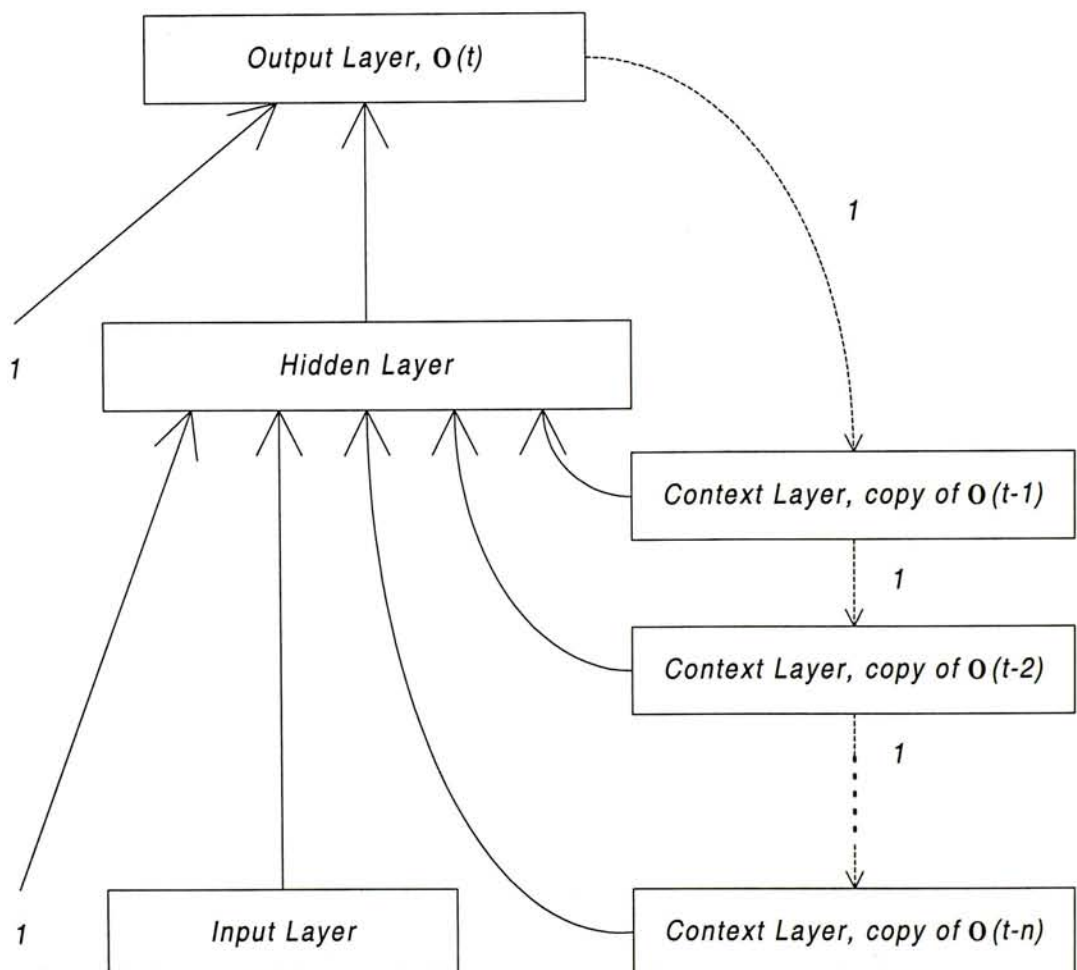 Output Layer, O(t)
1
1
Hidden Layer
Context Layer, copy of O(t-1)
1
Context Layer, copy of O(t-2)
1
1
Input Layer
Context Layer, copy of O(t-n)